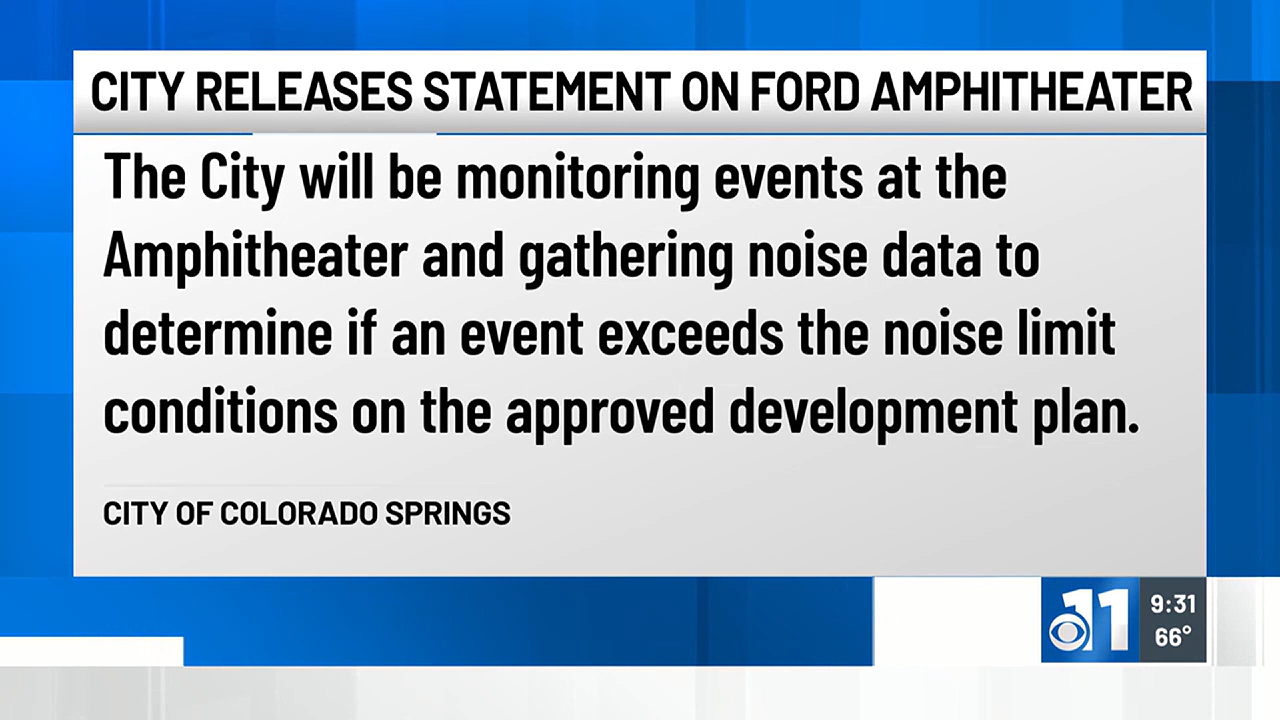 CITY RELEASES STATEMENT ON FORD AMPHITHEATER
The City will be monitoring events at the
Amphitheater and gathering noise data to
determine if an event exceeds the noise limit
conditions on the approved development plan.
CITY OF COLORADO SPRINGS
11
9:31
66°